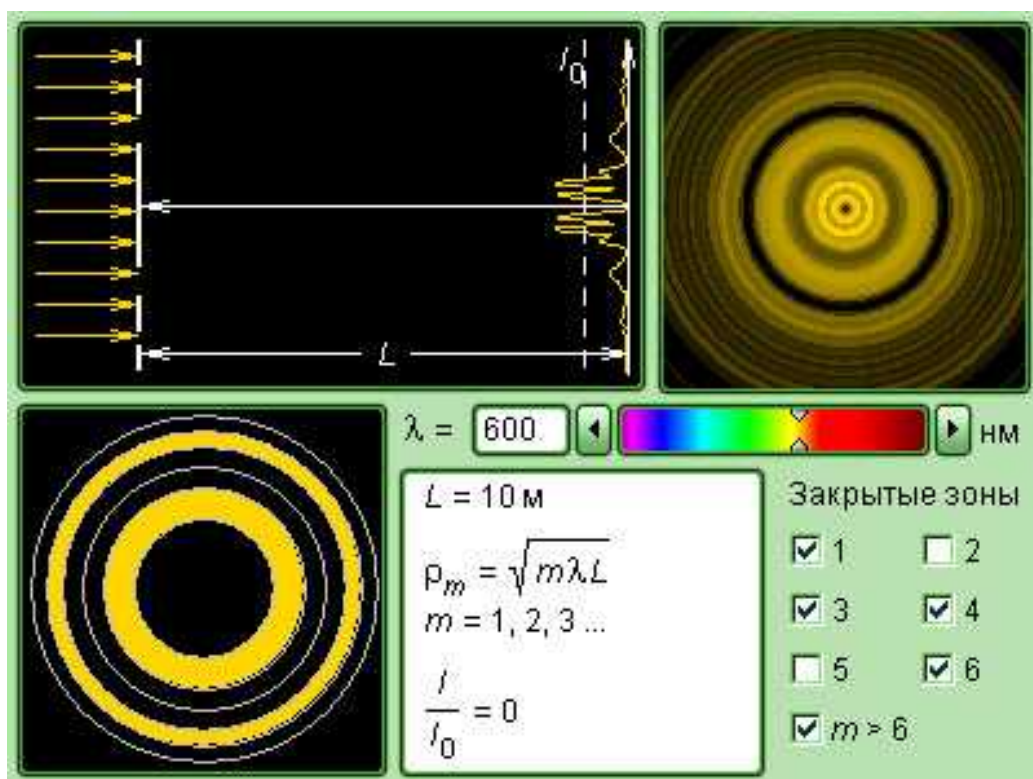 I₀
L
λ = 600 нм
L = 10 м
ρₘ = √mλL
m = 1, 2, 3 ...
I/I₀ = 0
Закрытые зоны
1 2
3 4
5 6
m > 6